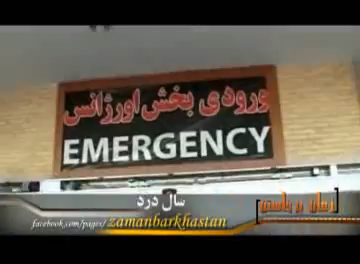 ورودی بخش اورژانس
EMERGENCY
سال درد
زمان برخاستن
facebook.com/pages/zamanbarkhastan